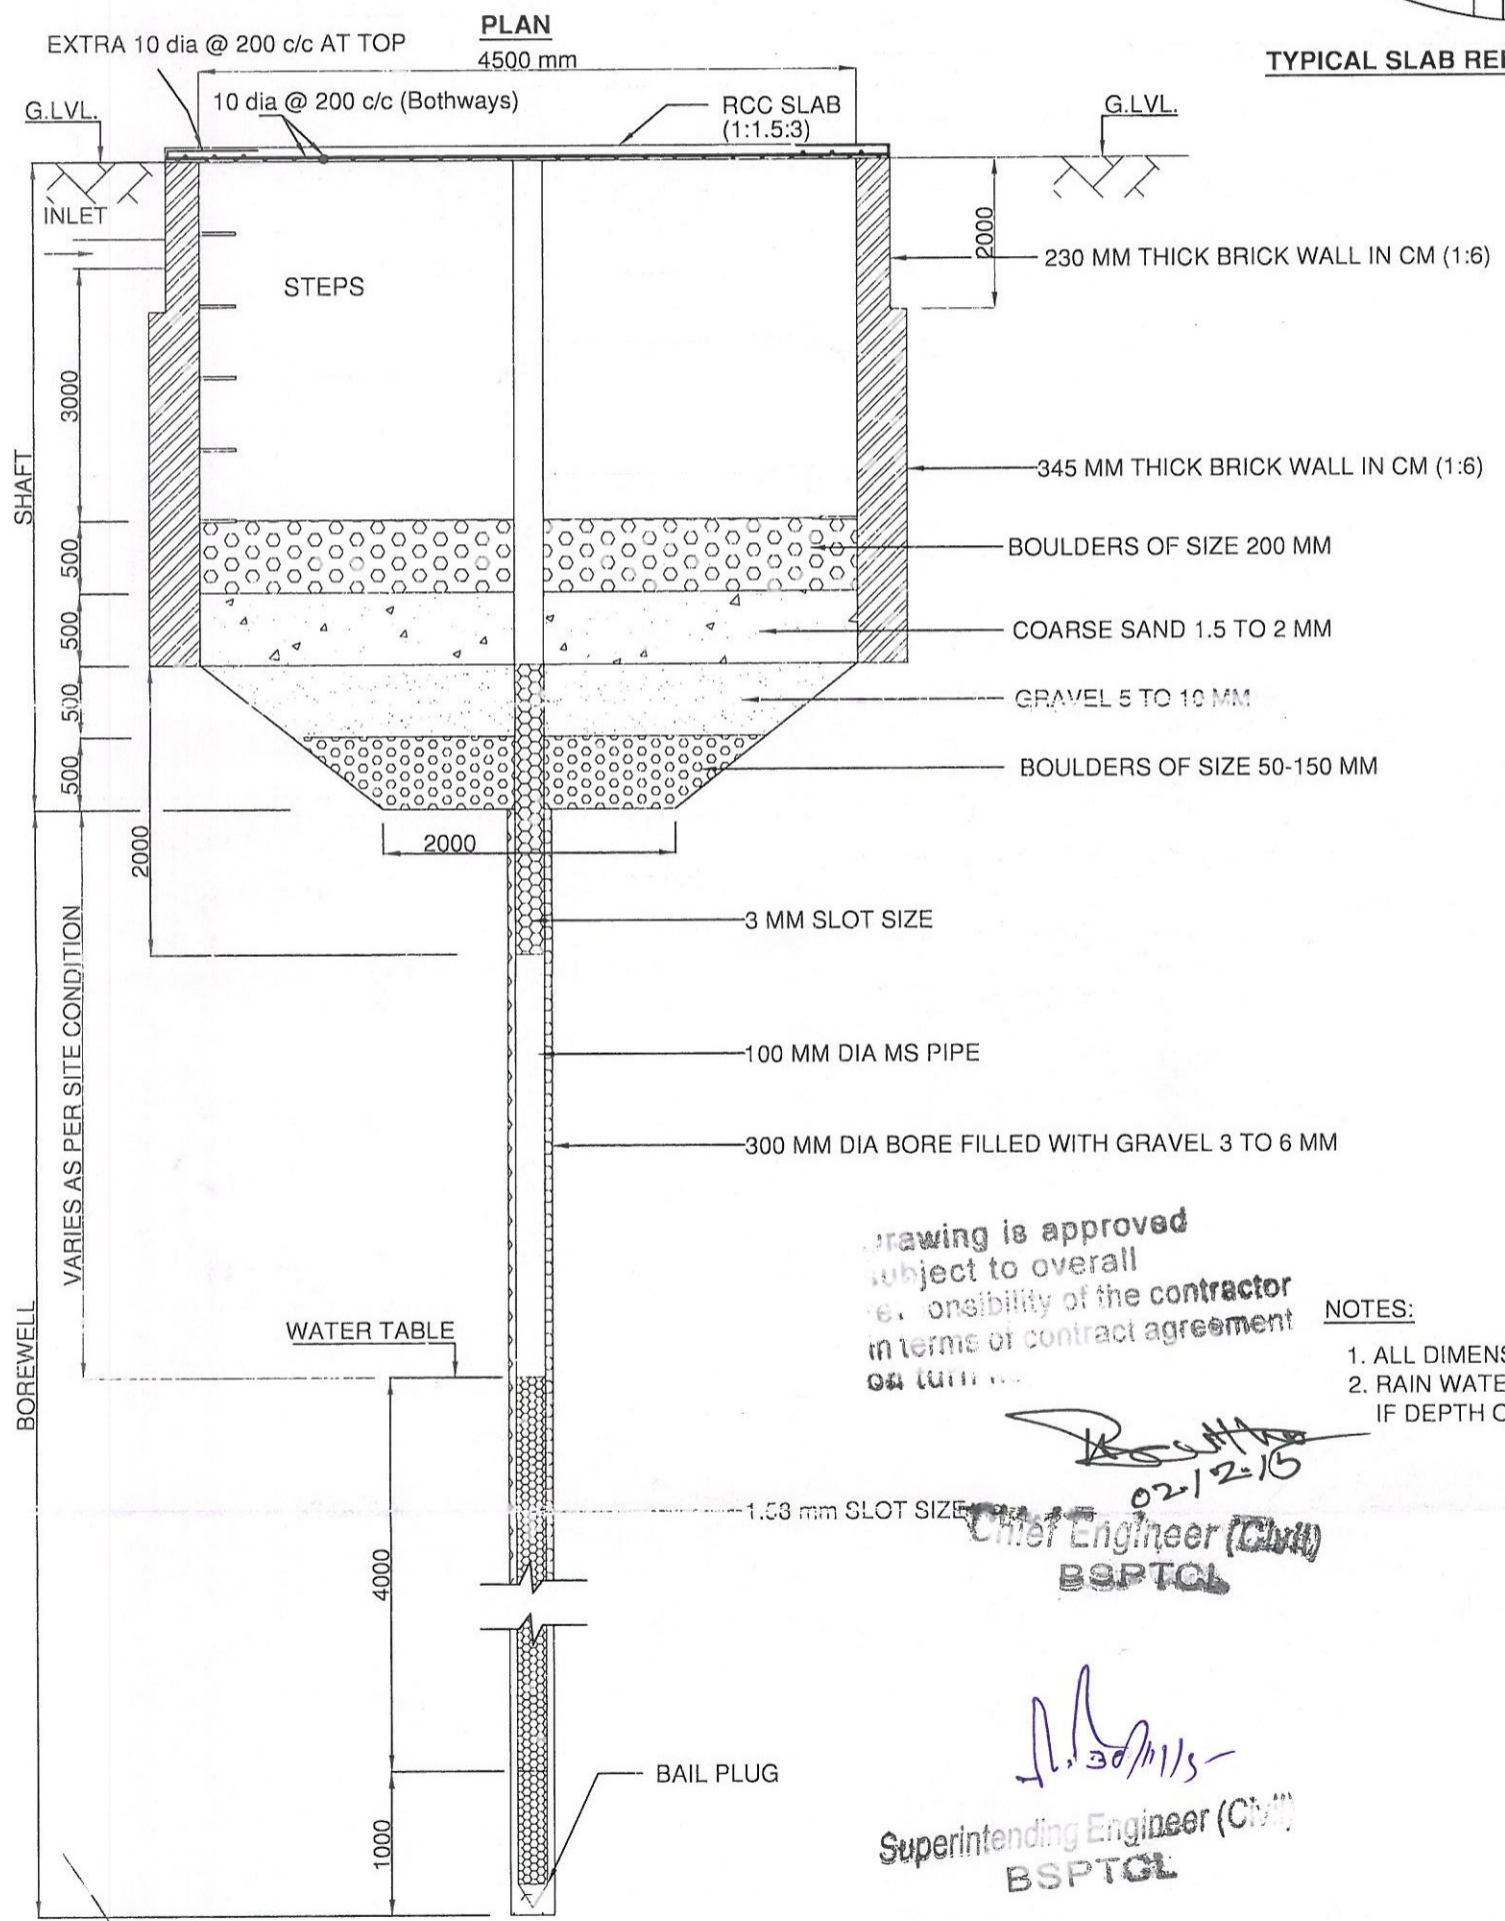 PLAN
EXTRA 10 dia @ 200 c/c AT TOP
4500 mm
TYPICAL SLAB
G.LVL.
10 dia @ 200 c/c (Bothways)
RCC SLAB
(1:1.5:3)
G.LVL.
INLET
STEPS
2000
230 MM THICK BRICK WALL IN CM (1:6)
3000
SHAFT
345 MM THICK BRICK WALL IN CM (1:6)
500
BOULDERS OF SIZE 200 MM
500
COARSE SAND 1.5 TO 2 MM
500
GRAVEL 5 TO 10 MM
500
BOULDERS OF SIZE 50-150 MM
2000
2000
3 MM SLOT SIZE
VARIES AS PER SITE CONDITION
100 MM DIA MS PIPE
300 MM DIA BORE FILLED WITH GRAVEL 3 TO 6 MM
BOREWELL
WATER TABLE
rawing is approved
ubject to overall
onsibility of the contractor
in terms of contract agreement
on turn
NOTES:
1. ALL DIMENS
2. RAIN WATE
IF DEPTH O
02-12-15
1.53 mm SLOT SIZE
Chief Engineer (Civil)
BSPTCL
4000
30/11/15
BAIL PLUG
1000
Superintending Engineer (Civil)
BSPTCL